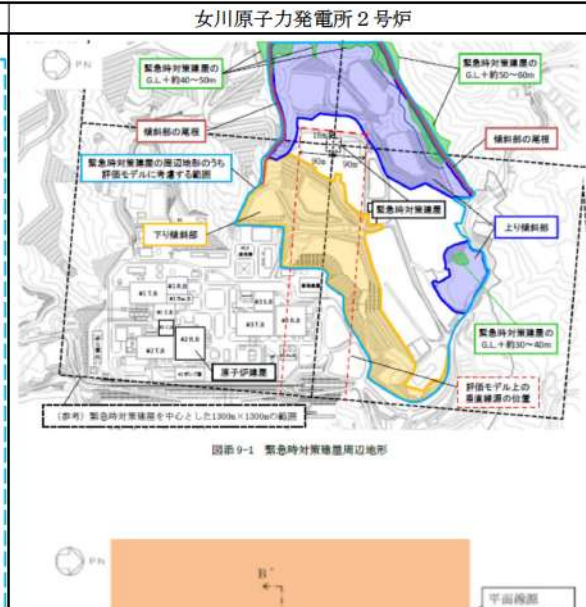 女川原子力発電所２号炉
PN
緊急時対策建屋の
G.L＋約40～50m
緊急時対策建屋の
G.L＋約50～60m
傾斜部の尾根
傾斜部の尾根
緊急時対策建屋の周辺地形のうち
評価モデルに考慮する範囲
90m
90m
緊急時対策建屋
下り傾斜部
上り傾斜部
緊急時対策建屋の
G.L＋約30～40m
原子炉建屋
評価モデル上の
垂直線源の位置
（参考）緊急時対策建屋を中心とした1300m×1300mの範囲
図添 9-1 緊急時対策建屋周辺地形
PN
B'
平面線源